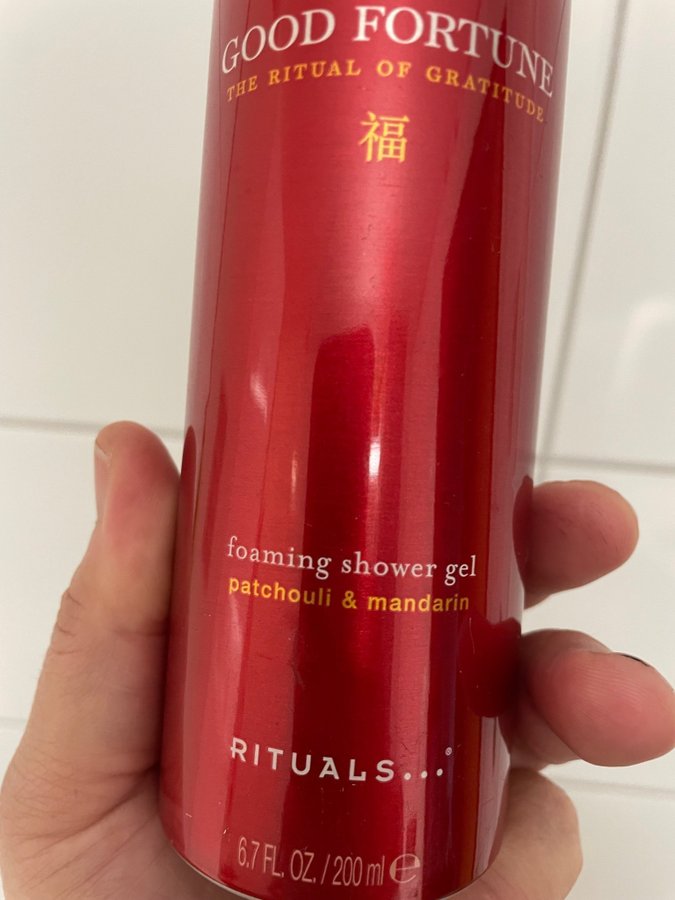 GOOD FORTUNE
THE RITUAL OF GRATITUDE
福
foaming shower gel
patchouli & mandarin
RITUALS...®
6.7 FL. OZ. / 200 ml ℮